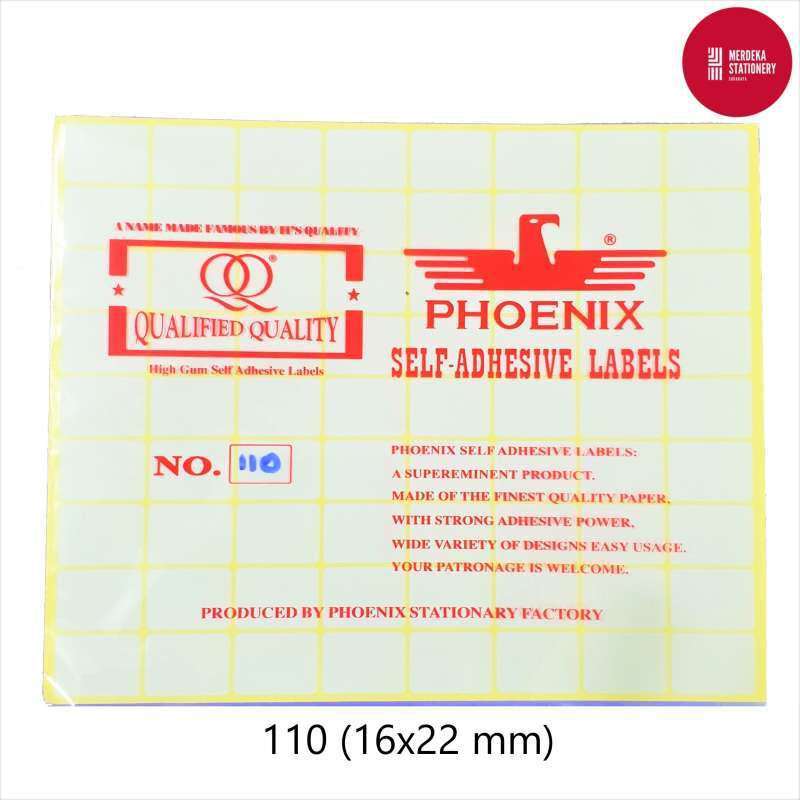 MERDEKA
STATIONERY
SURABAYA
A NAME MADE FAMOUS BY IT'S QUALITY
QQ®
QUALIFIED QUALITY
High Gum Self Adhesive Labels
®
PHOENIX
SELF-ADHESIVE LABELS
NO. 110
PHOENIX SELF ADHESIVE LABELS:
A SUPEREMINENT PRODUCT.
MADE OF THE FINEST QUALITY PAPER,
WITH STRONG ADHESIVE POWER,
WIDE VARIETY OF DESIGNS EASY USAGE.
YOUR PATRONAGE IS WELCOME.
PRODUCED BY PHOENIX STATIONARY FACTORY
110 (16x22 mm)